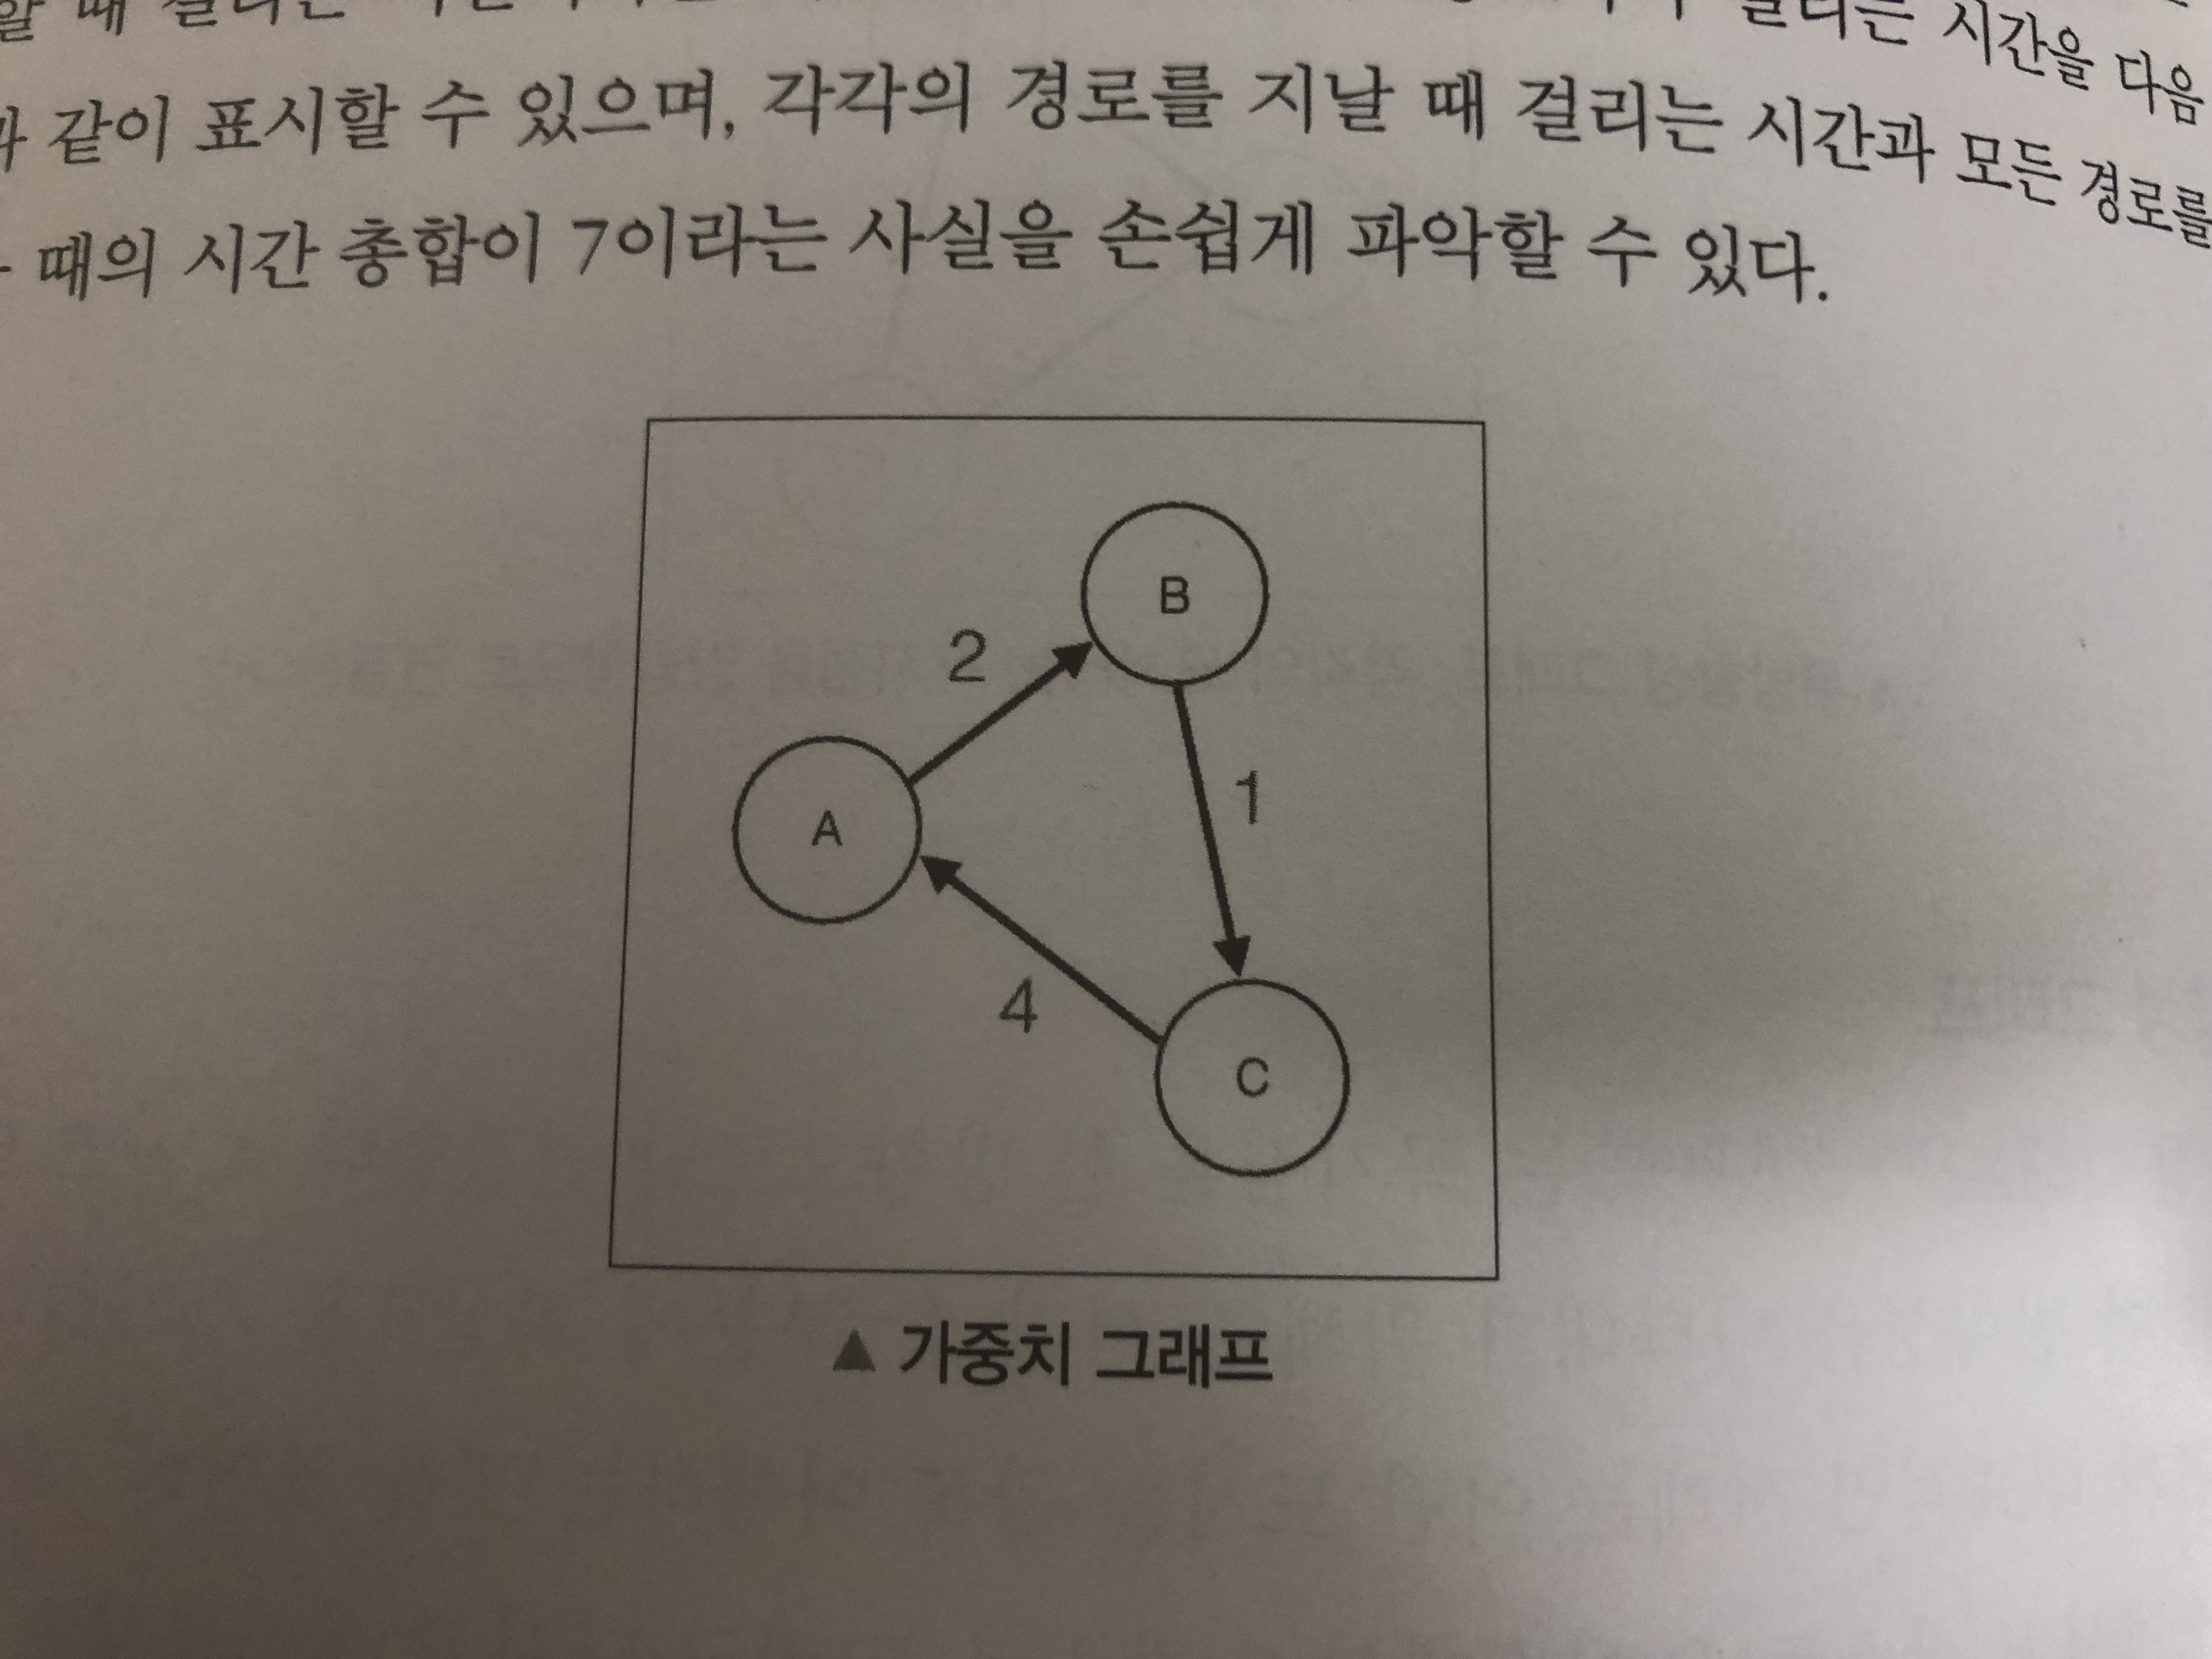 할 때 걸리는
걸리는 시간을 다음
과 같이 표시할 수 있으며, 각각의 경로를 지날 때 걸리는 시간과 모든 경로를
때의 시간 총합이 7이라는 사실을 손쉽게 파악할 수 있다.
B
2
1
A
4
C
▲ 가중치 그래프